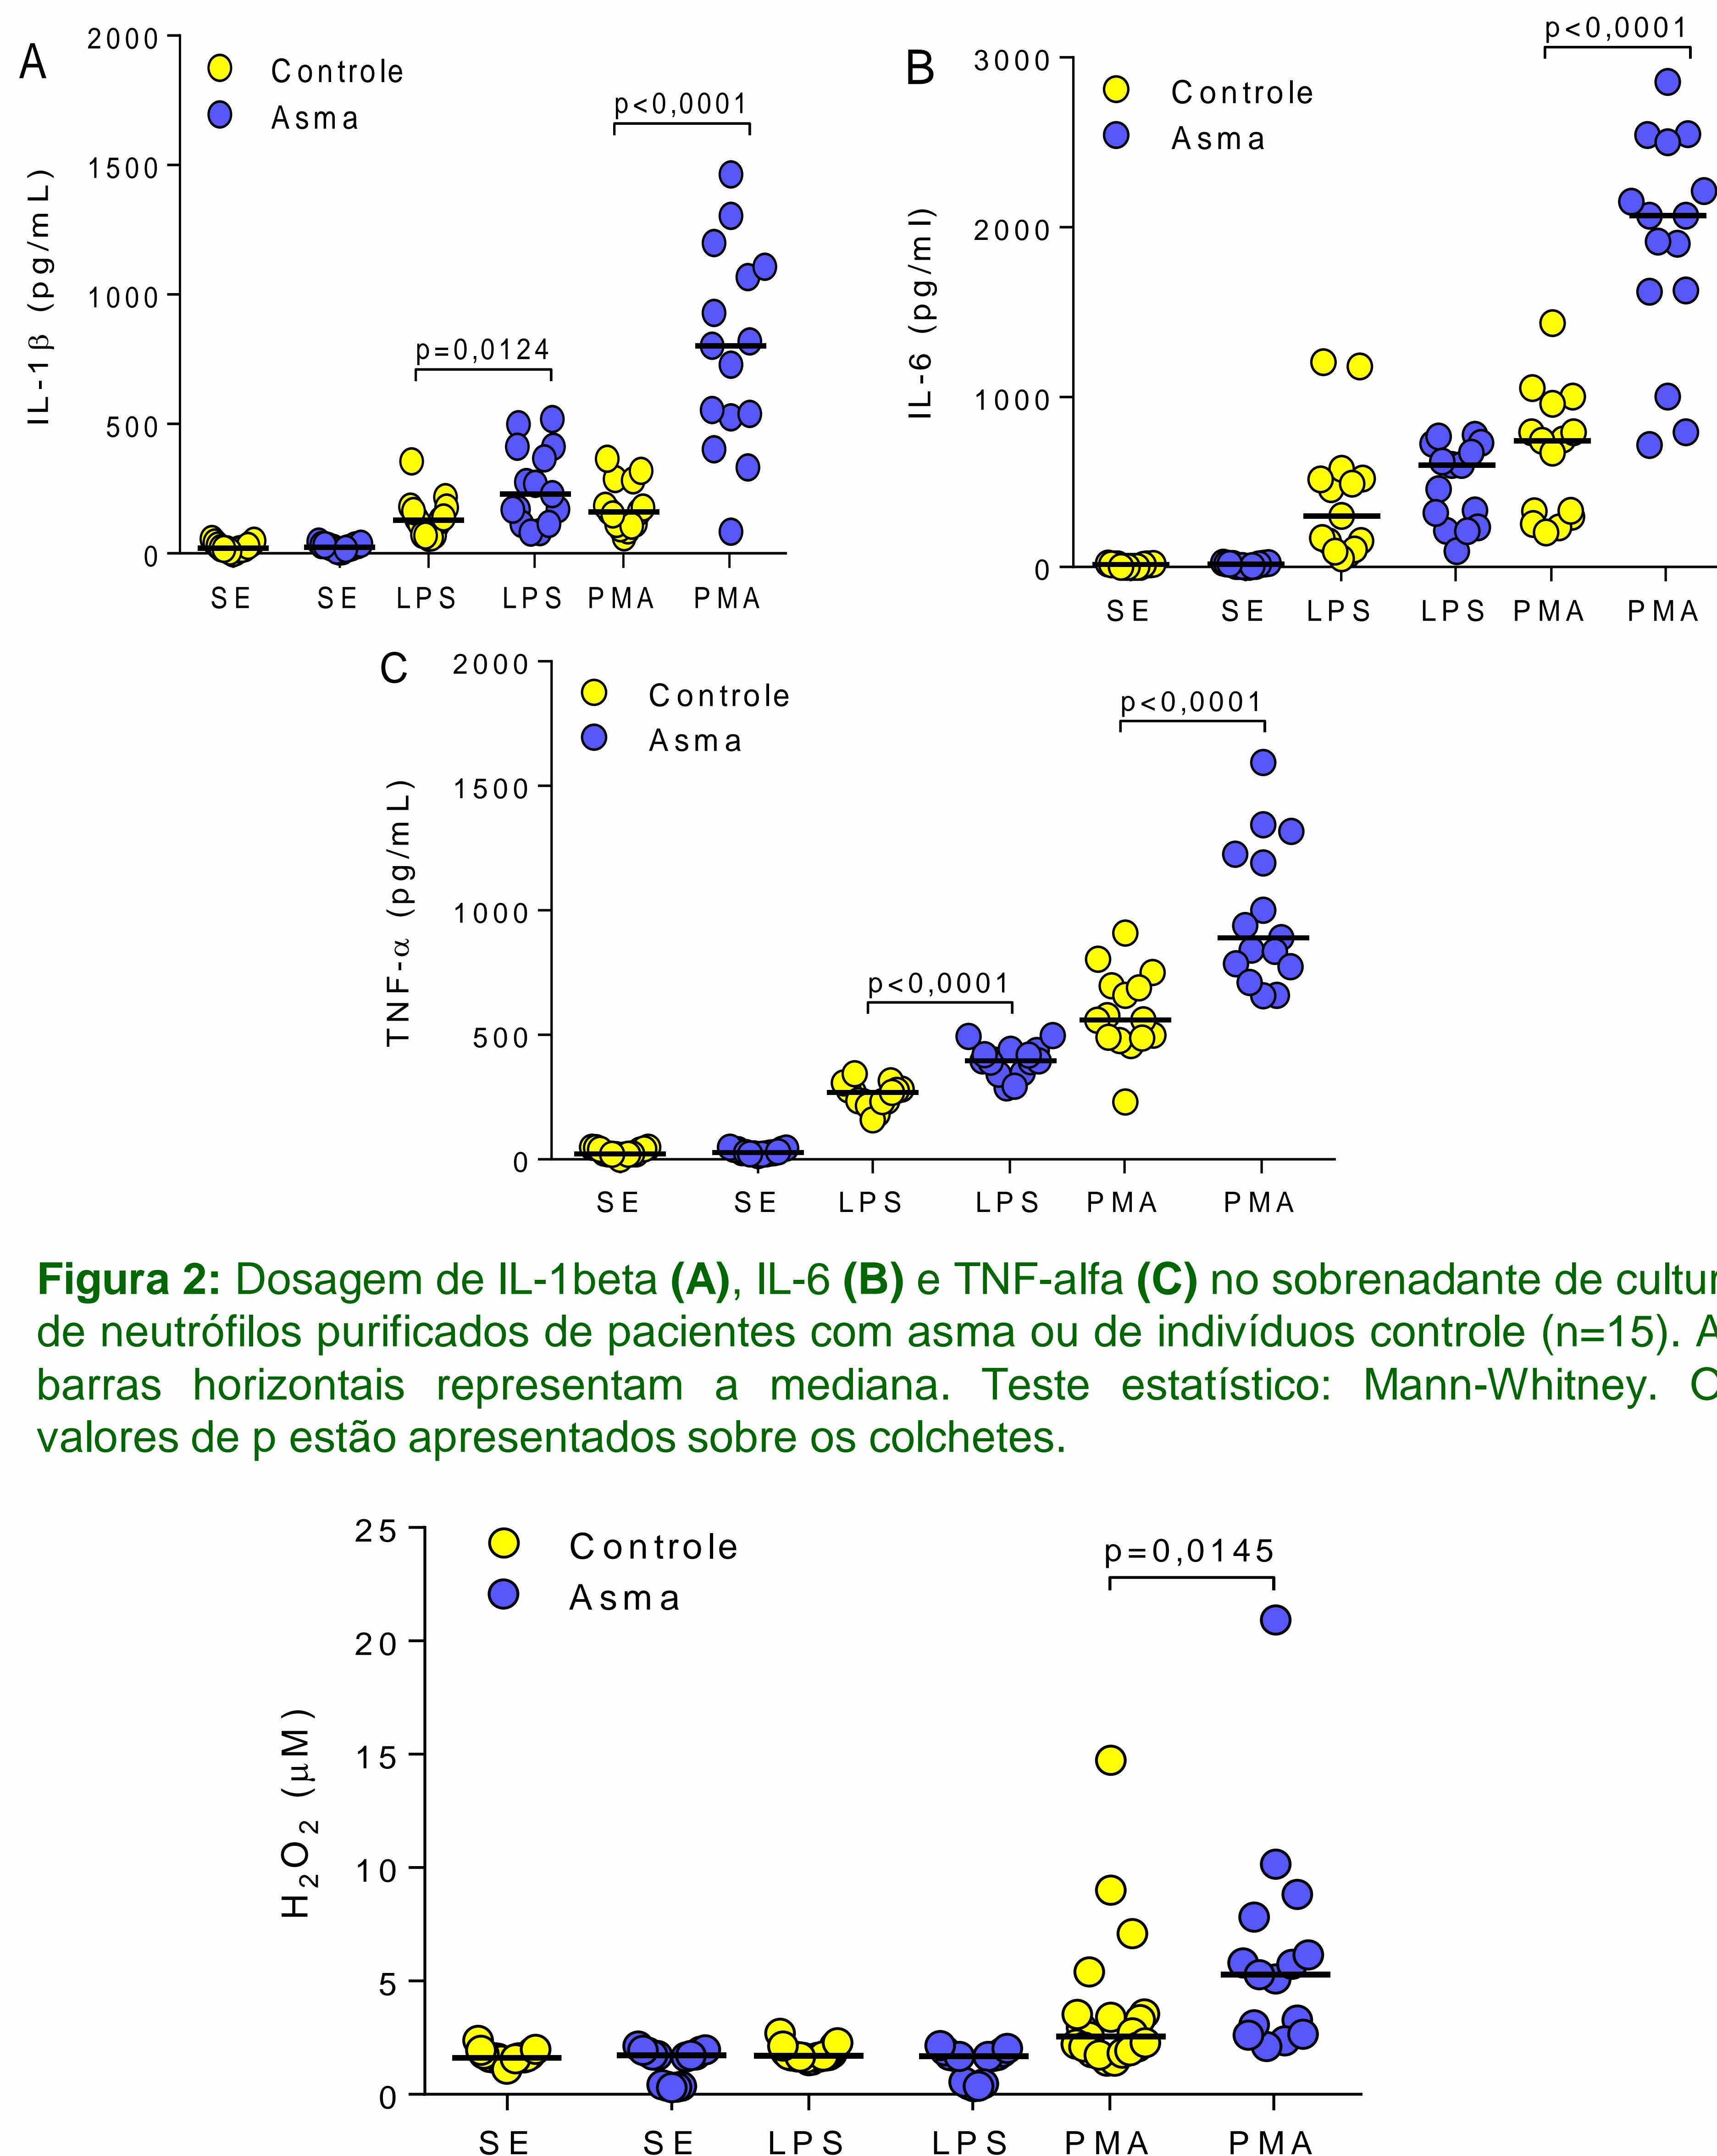 A
2000
1500
1000
500
0
IL-1β (pg/mL)
Controle
Asma
p=0,0124
p<0,0001
SE SE LPS LPS PMA PMA
B
3000
2000
1000
0
IL-6 (pg/ml)
Controle
Asma
p<0,0001
SE SE LPS LPS PMA PMA
C
2000
1500
1000
500
0
TNF-α (pg/mL)
Controle
Asma
p<0,0001
p<0,0001
SE SE LPS LPS PMA PMA
Figura 2: Dosagem de IL-1beta (A), IL-6 (B) e TNF-alfa (C) no sobrenadante de cultur
de neutrófilos purificados de pacientes com asma ou de indivíduos controle (n=15). A
barras horizontais representam a mediana. Teste estatístico: Mann-Whitney. O
valores de p estão apresentados sobre os colchetes.
25
20
15
10
5
0
H₂O₂ (μM)
Controle
Asma
p=0,0145
SE SE LPS LPS PMA PMA